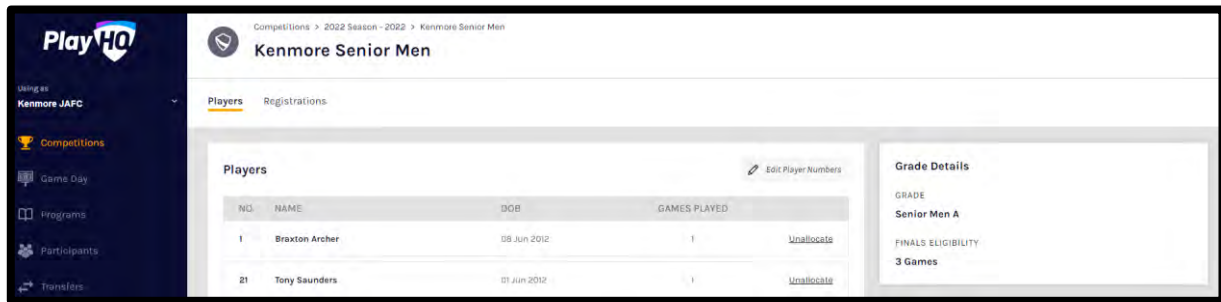 PlayHQ
Using as
Kenmore JAFC
Competitions
Game Day
Programs
Participants
Transfers
Competitions > 2022 Season - 2022 > Kenmore Senior Men
Kenmore Senior Men
Players Registrations
Players Edit Player Numbers
NO. NAME DOB GAMES PLAYED
1 Braxton Archer 08 Jun 2012 1 Unallocate
21 Tony Saunders 01 Jun 2012 1 Unallocate
Grade Details
GRADE
Senior Men A
FINALS ELIGIBILITY
3 Games